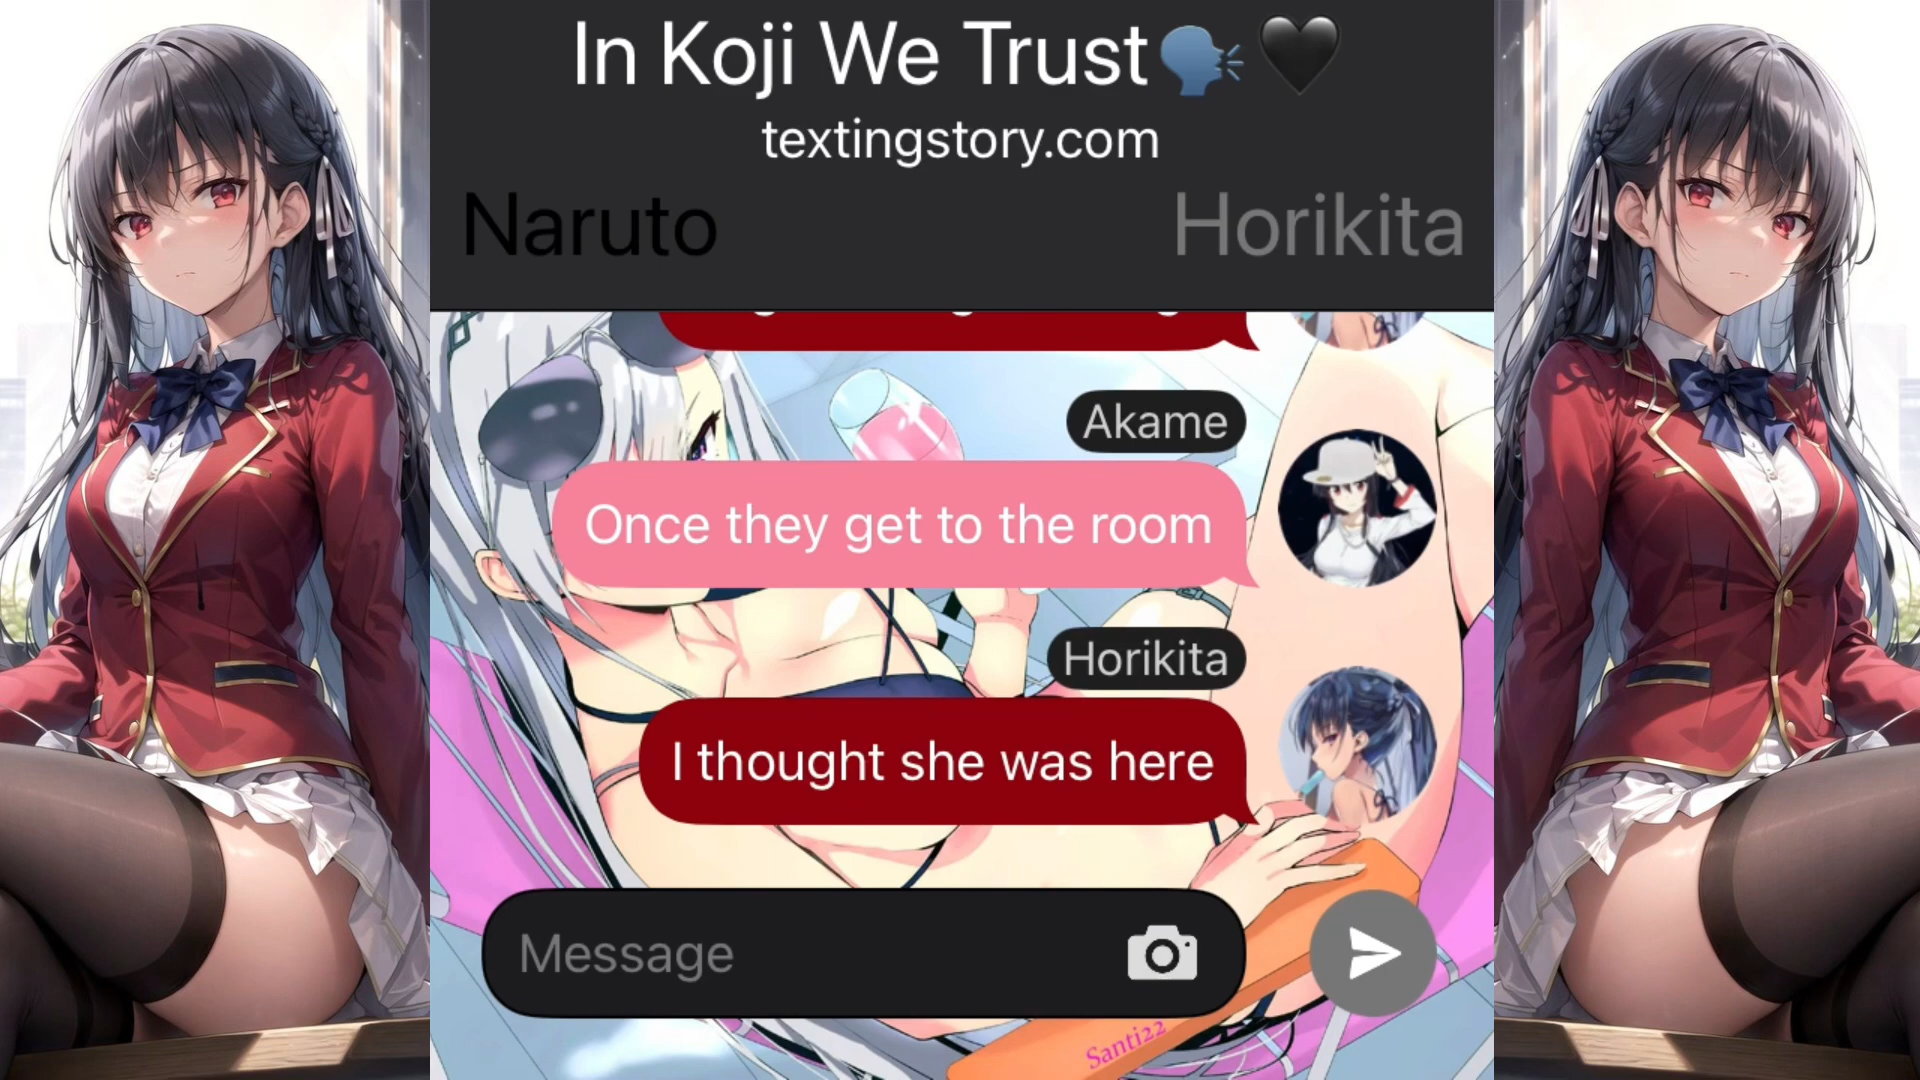 In Koji We Trust🗣️🖤
textingstory.com
Naruto
Horikita
Akame
Once they get to the room
Horikita
I thought she was here
Message
Santi22